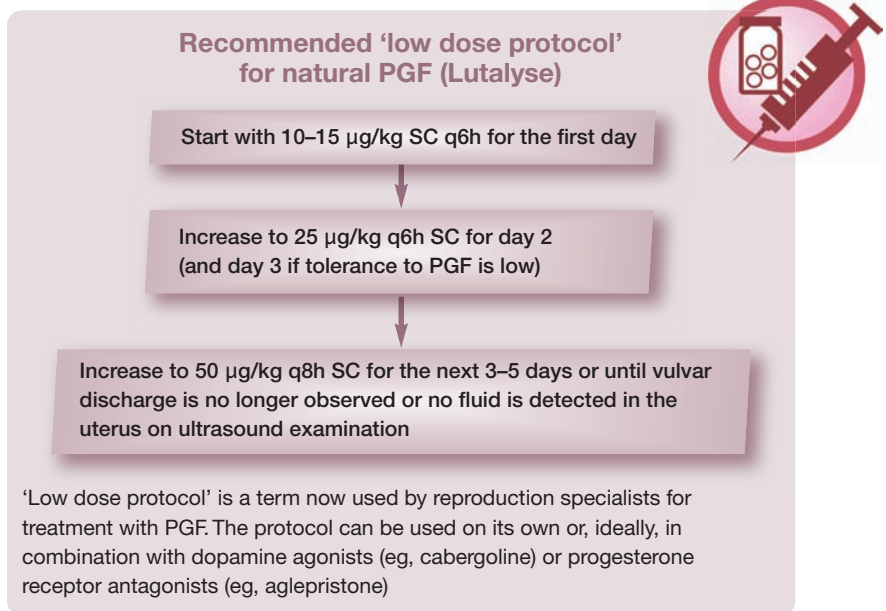 Recommended ‘low dose protocol’
for natural PGF (Lutalyse)
Start with 10–15 µg/kg SC q6h for the first day
Increase to 25 µg/kg q6h SC for day 2
(and day 3 if tolerance to PGF is low)
Increase to 50 µg/kg q8h SC for the next 3–5 days or until vulvar
discharge is no longer observed or no fluid is detected in the
uterus on ultrasound examination
‘Low dose protocol’ is a term now used by reproduction specialists for
treatment with PGF. The protocol can be used on its own or, ideally, in
combination with dopamine agonists (eg, cabergoline) or progesterone
receptor antagonists (eg, aglepristone)